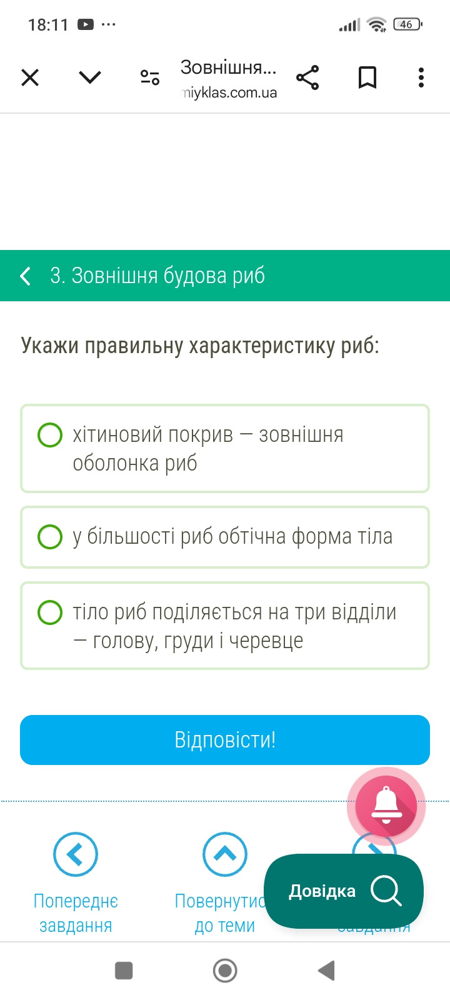 18:11
46
Зовнішня...
miyklas.com.ua
3. Зовнішня будова риб
Укажи правильну характеристику риб:
хітиновий покрив — зовнішня
оболонка риб
у більшості риб обтічна форма тіла
тіло риб поділяється на три відділи
— голову, груди і черевце
Відповісти!
Попереднє
завдання
Повернутис
до теми
Довідка
завдання